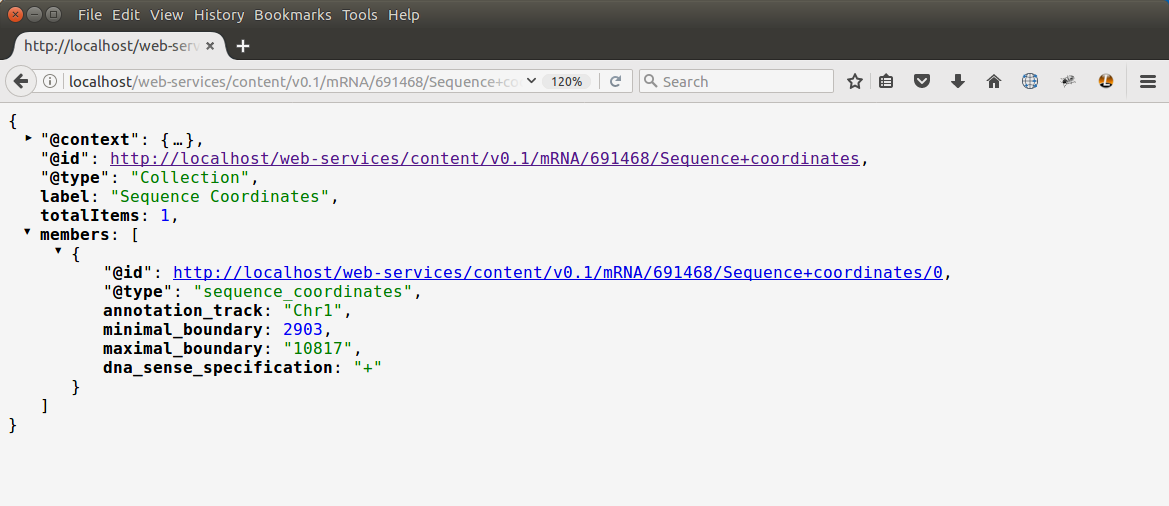 File Edit View History Bookmarks Tools Help
http://localhost/web-serv
localhost/web-services/content/v0.1/mRNA/691468/Sequence+co 120% Search
{
"@context": {…},
"@id": http://localhost/web-services/content/v0.1/mRNA/691468/Sequence+coordinates,
"@type": "Collection",
label: "Sequence Coordinates",
totalItems: 1,
members: [
{
"@id": http://localhost/web-services/content/v0.1/mRNA/691468/Sequence+coordinates/0,
"@type": "sequence_coordinates",
annotation_track: "Chr1",
minimal_boundary: 2903,
maximal_boundary: "10817",
dna_sense_specification: "+"
}
]
}